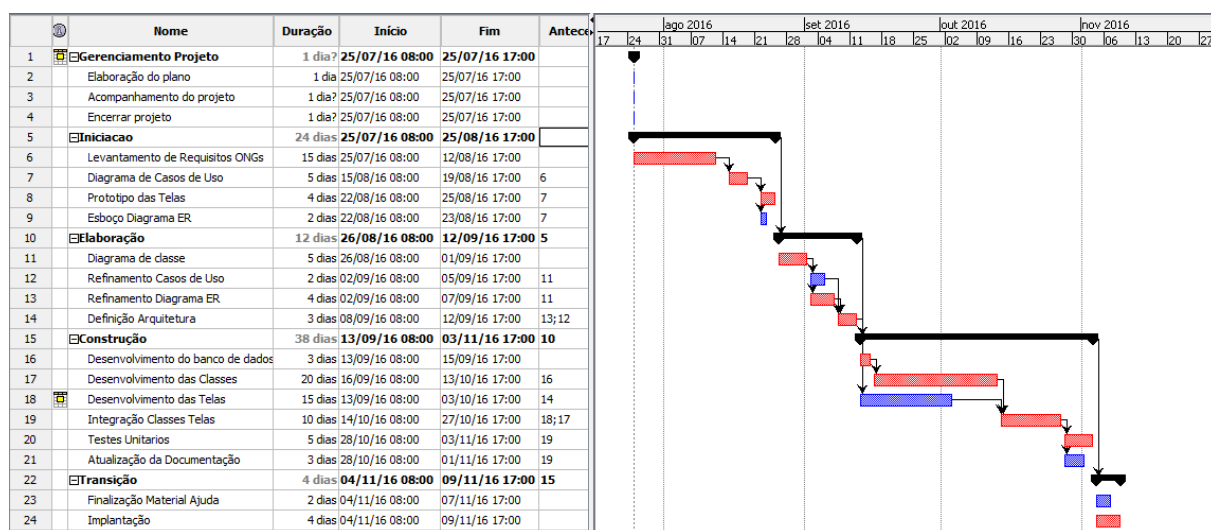 Nome Duração Início Fim Antece
1 Gerenciamento Projeto 1 dia? 25/07/16 08:00 25/07/16 17:00
2 Elaboração do plano 1 dia 25/07/16 08:00 25/07/16 17:00
3 Acompanhamento do projeto 1 dia? 25/07/16 08:00 25/07/16 17:00
4 Encerrar projeto 1 dia? 25/07/16 08:00 25/07/16 17:00
5 Iniciacao 24 dias 25/07/16 08:00 25/08/16 17:00
6 Levantamento de Requisitos ONGs 15 dias 25/07/16 08:00 12/08/16 17:00
7 Diagrama de Casos de Uso 5 dias 15/08/16 08:00 19/08/16 17:00 6
8 Prototipo das Telas 4 dias 22/08/16 08:00 25/08/16 17:00 7
9 Esboço Diagrama ER 2 dias 22/08/16 08:00 23/08/16 17:00 7
10 Elaboração 12 dias 26/08/16 08:00 12/09/16 17:00 5
11 Diagrama de classe 5 dias 26/08/16 08:00 01/09/16 17:00
12 Refinamento Casos de Uso 2 dias 02/09/16 08:00 05/09/16 17:00 11
13 Refinamento Diagrama ER 4 dias 02/09/16 08:00 07/09/16 17:00 11
14 Definição Arquitetura 3 dias 08/09/16 08:00 12/09/16 17:00 13;12
15 Construção 38 dias 13/09/16 08:00 03/11/16 17:00 10
16 Desenvolvimento do banco de dados 3 dias 13/09/16 08:00 15/09/16 17:00
17 Desenvolvimento das Classes 20 dias 16/09/16 08:00 13/10/16 17:00 16
18 Desenvolvimento das Telas 15 dias 13/09/16 08:00 03/10/16 17:00 14
19 Integração Classes Telas 10 dias 14/10/16 08:00 27/10/16 17:00 18;17
20 Testes Unitarios 5 dias 28/10/16 08:00 03/11/16 17:00 19
21 Atualização da Documentação 3 dias 28/10/16 08:00 01/11/16 17:00 19
22 Transição 4 dias 04/11/16 08:00 09/11/16 17:00 15
23 Finalização Material Ajuda 2 dias 04/11/16 08:00 07/11/16 17:00
24 Implantação 4 dias 04/11/16 08:00 09/11/16 17:00
ago 2016 set 2016 out 2016 nov 2016
17 24 31 07 14 21 28 04 11 18 25 02 09 16 23 30 06 13 20 27